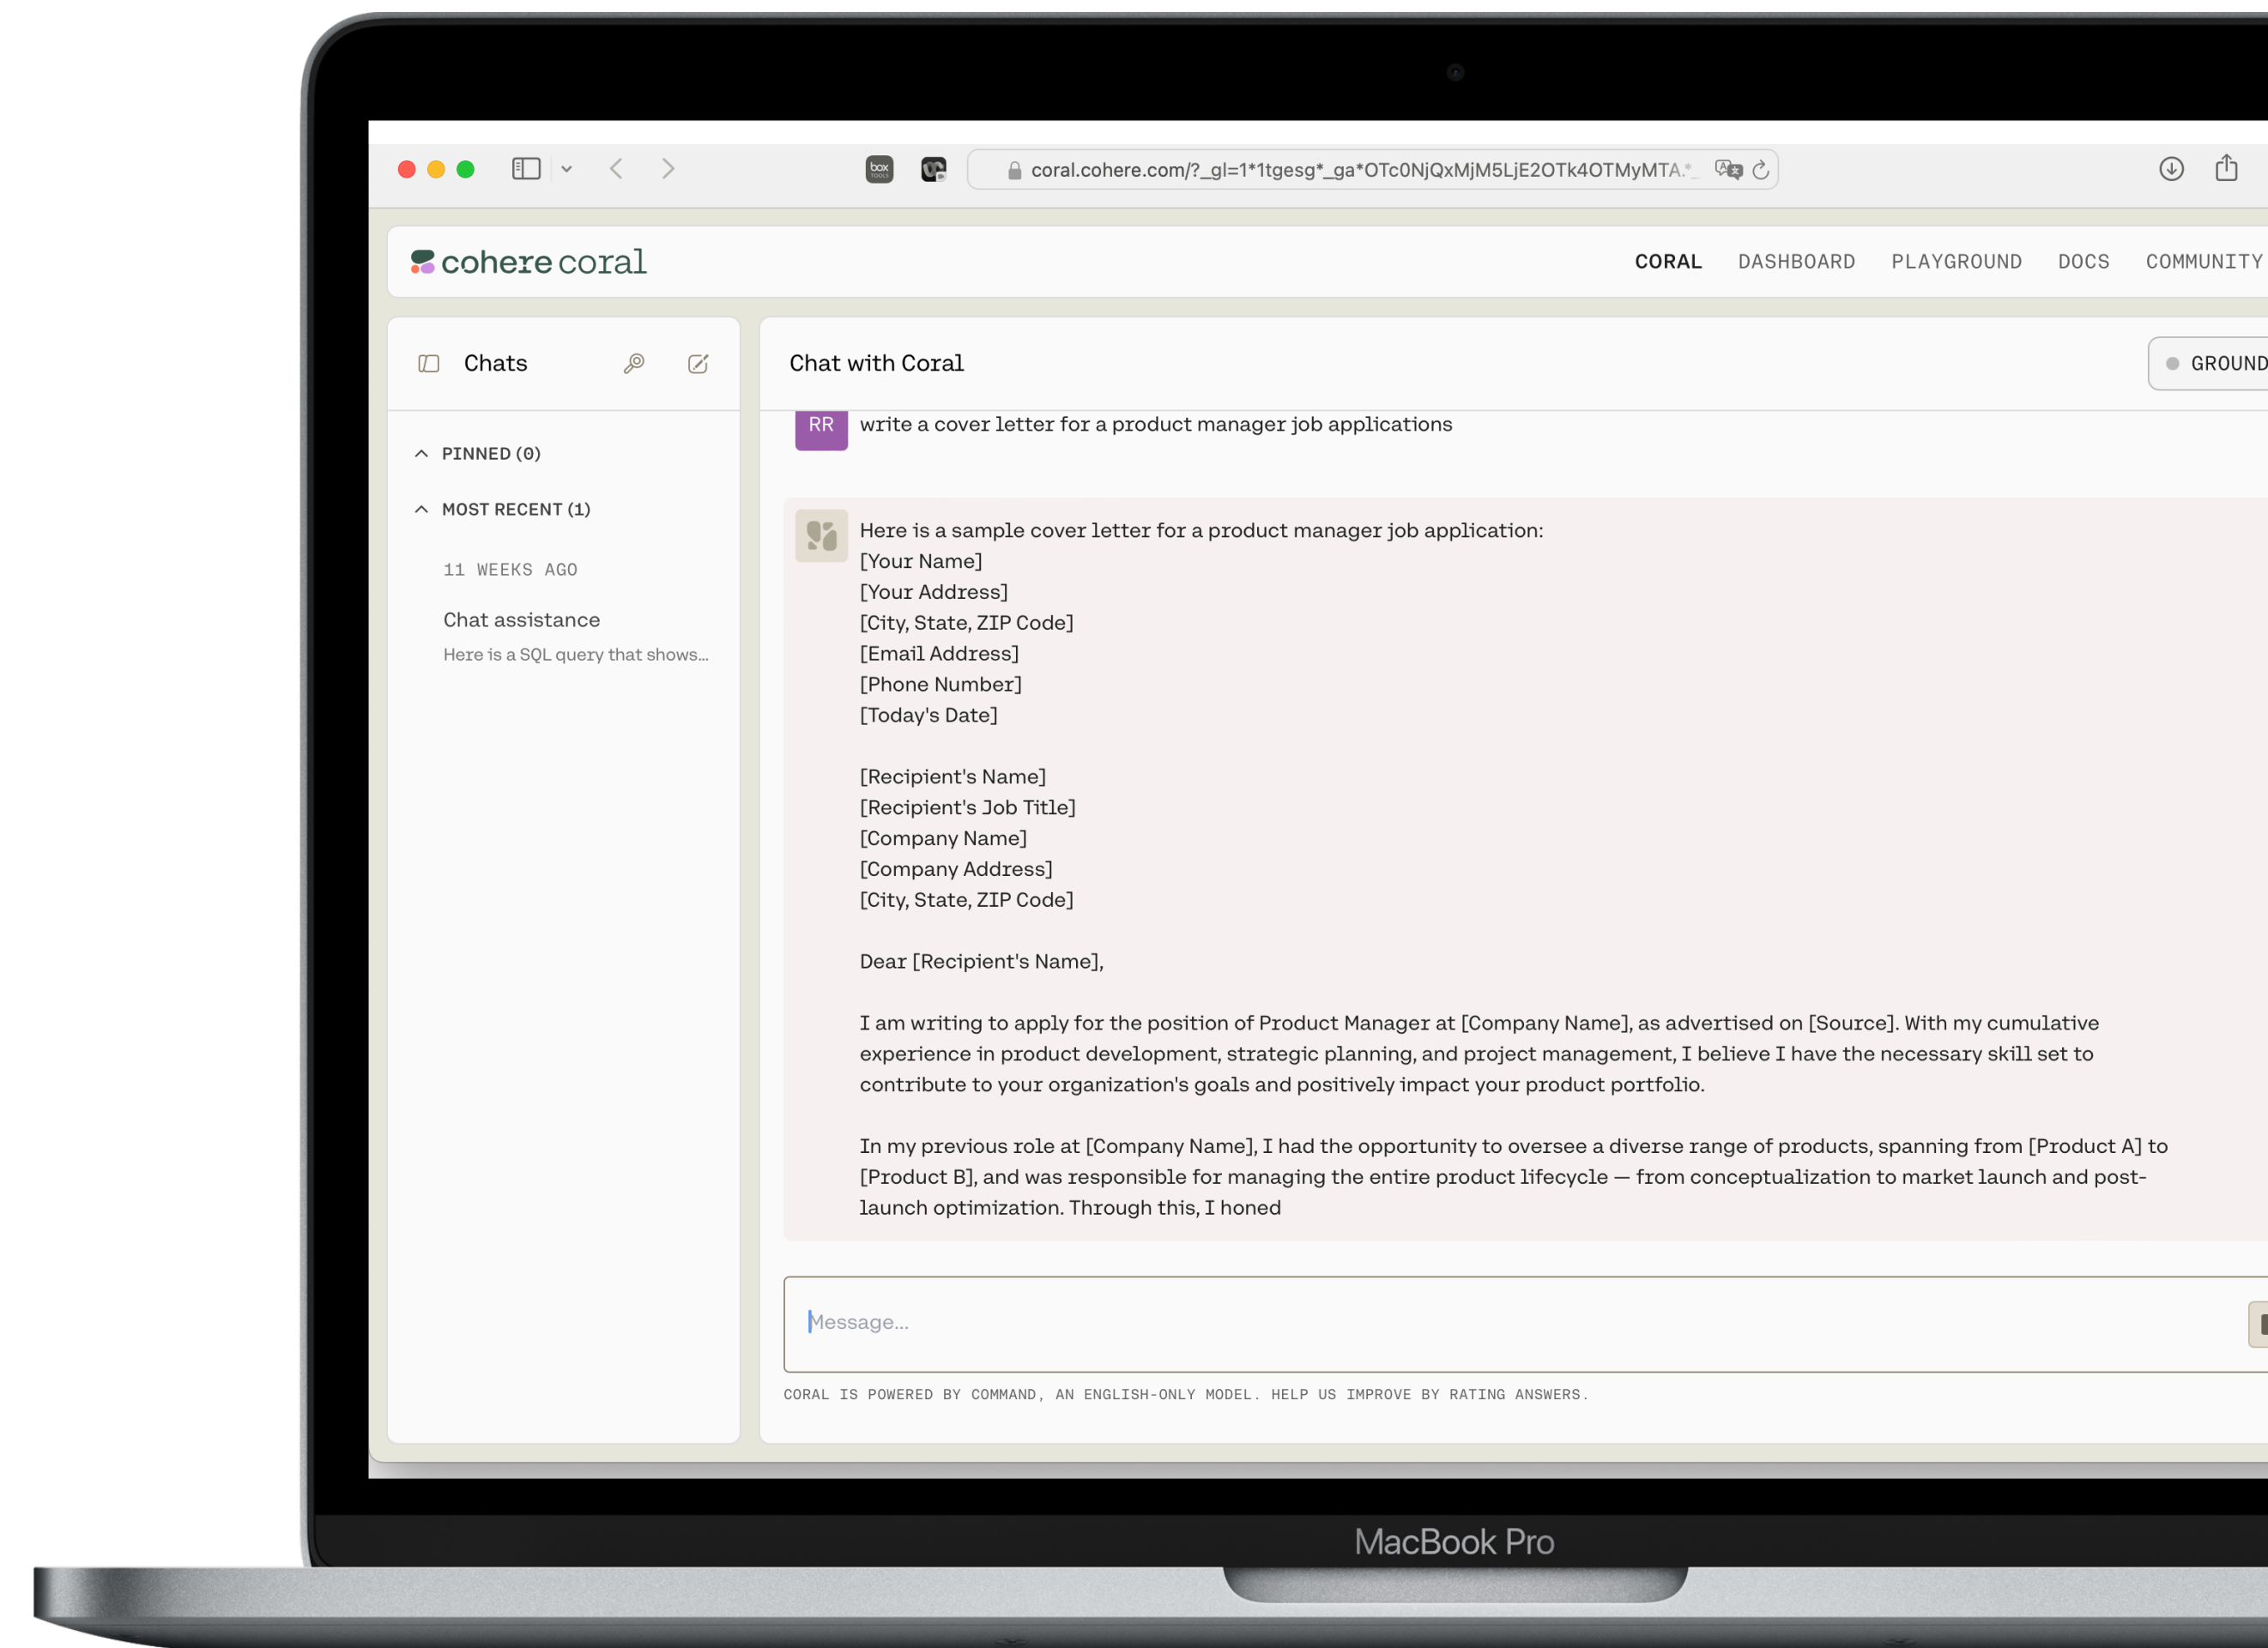 box
TOOLS
coral.cohere.com/?_gl=1*1tgesg*_ga*OTc0NjQxMjM5LjE2OTk4OTMyMTA.*_
cohere coral
CORAL DASHBOARD PLAYGROUND DOCS COMMUNITY
Chats
Chat with Coral
GROUND
PINNED (0)
MOST RECENT (1)
11 WEEKS AGO
Chat assistance
Here is a SQL query that shows...
RR
write a cover letter for a product manager job applications
Here is a sample cover letter for a product manager job application:
[Your Name]
[Your Address]
[City, State, ZIP Code]
[Email Address]
[Phone Number]
[Today's Date]
[Recipient's Name]
[Recipient's Job Title]
[Company Name]
[Company Address]
[City, State, ZIP Code]
Dear [Recipient's Name],
I am writing to apply for the position of Product Manager at [Company Name], as advertised on [Source]. With my cumulative
experience in product development, strategic planning, and project management, I believe I have the necessary skill set to
contribute to your organization's goals and positively impact your product portfolio.
In my previous role at [Company Name], I had the opportunity to oversee a diverse range of products, spanning from [Product A] to
[Product B], and was responsible for managing the entire product lifecycle — from conceptualization to market launch and post-
launch optimization. Through this, I honed
Message...
CORAL IS POWERED BY COMMAND, AN ENGLISH-ONLY MODEL. HELP US IMPROVE BY RATING ANSWERS.
MacBook Pro